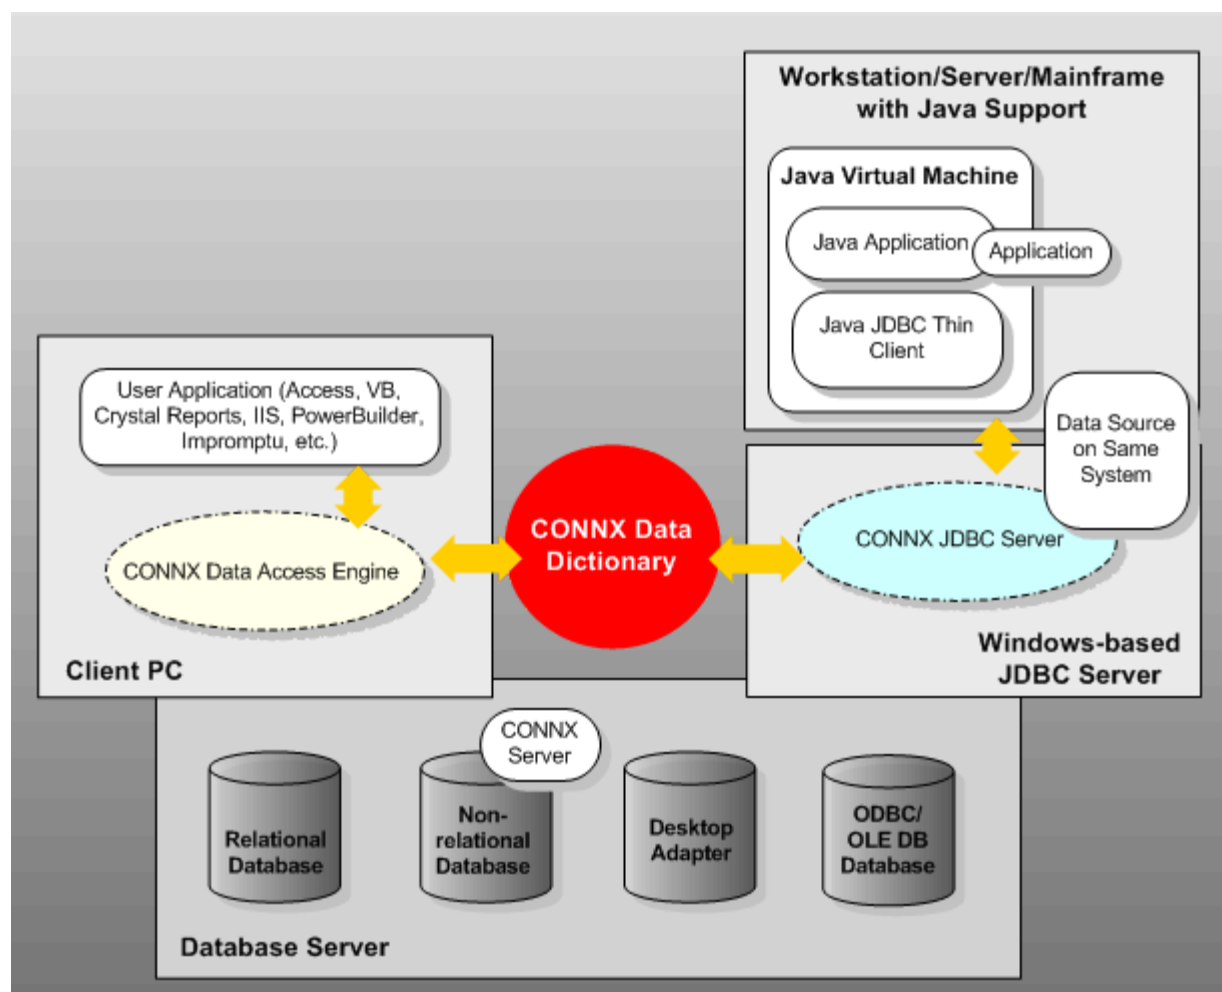 Workstation/Server/Mainframe
with Java Support
Java Virtual Machine
Java Application
Application
Java JDBC Thin
Client
User Application (Access, VB,
Crystal Reports, IIS, PowerBuilder,
Impromptu, etc.)
Data Source
on Same
System
CONNX Data
Dictionary
CONNX JDBC Server
CONNX Data Access Engine
Client PC
Windows-based
JDBC Server
CONNX
Server
Relational
Database
Non-
relational
Database
Desktop
Adapter
ODBC/
OLE DB
Database
Database Server